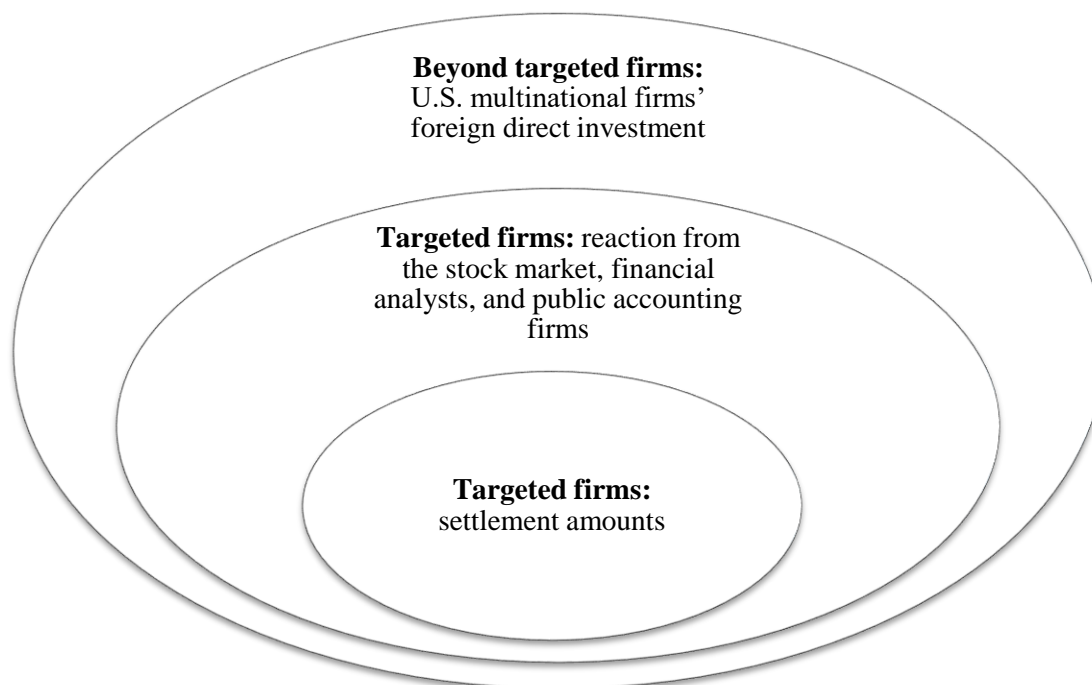 Beyond targeted firms:
U.S. multinational firms’
foreign direct investment
Targeted firms: reaction from
the stock market, financial
analysts, and public accounting
firms
Targeted firms:
settlement amounts